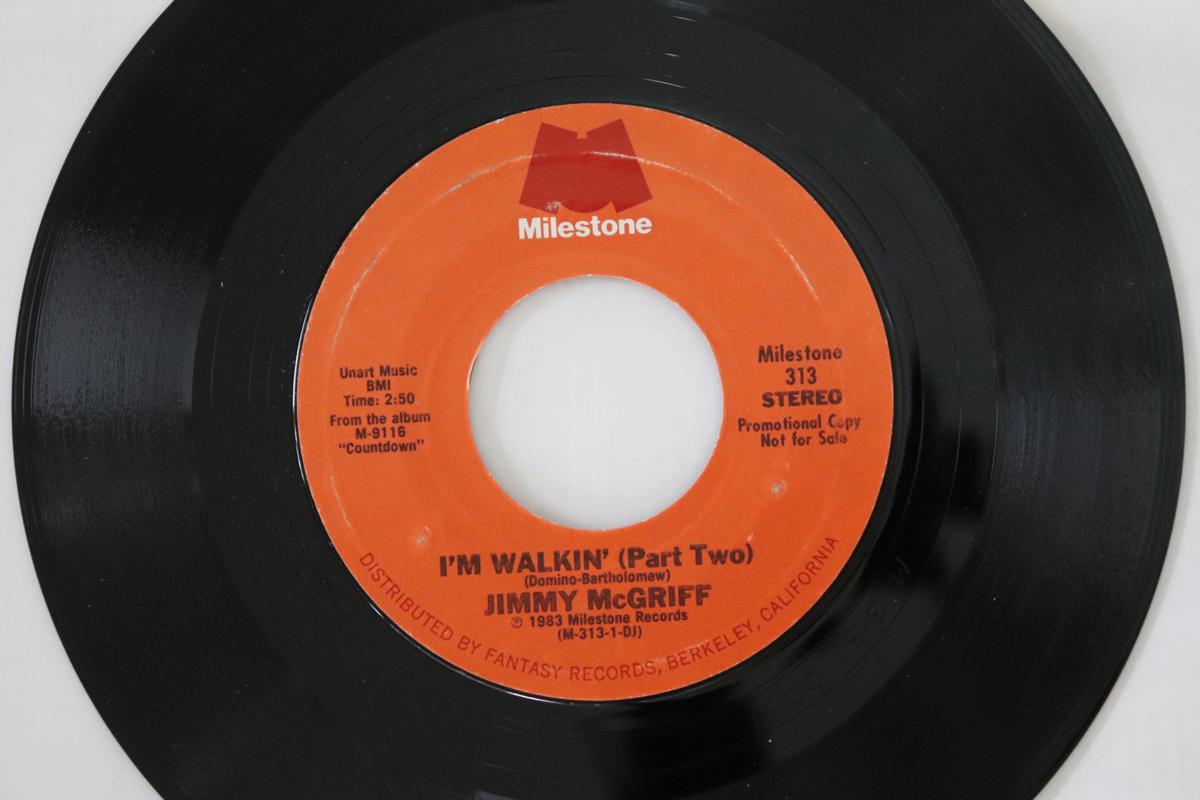 Milestone
Unart Music
BMI
Time: 2:50
From the album
M-9116
"Countdown"
Milestone
313
STEREO
Promotional Copy
Not for Sale
I'M WALKIN' (Part Two)
(Domino-Bartholomew)
JIMMY McGRIFF
℗ 1983 Milestone Records
(M-313-1-DJ)
DISTRIBUTED BY FANTASY RECORDS, BERKELEY, CALIFORNIA